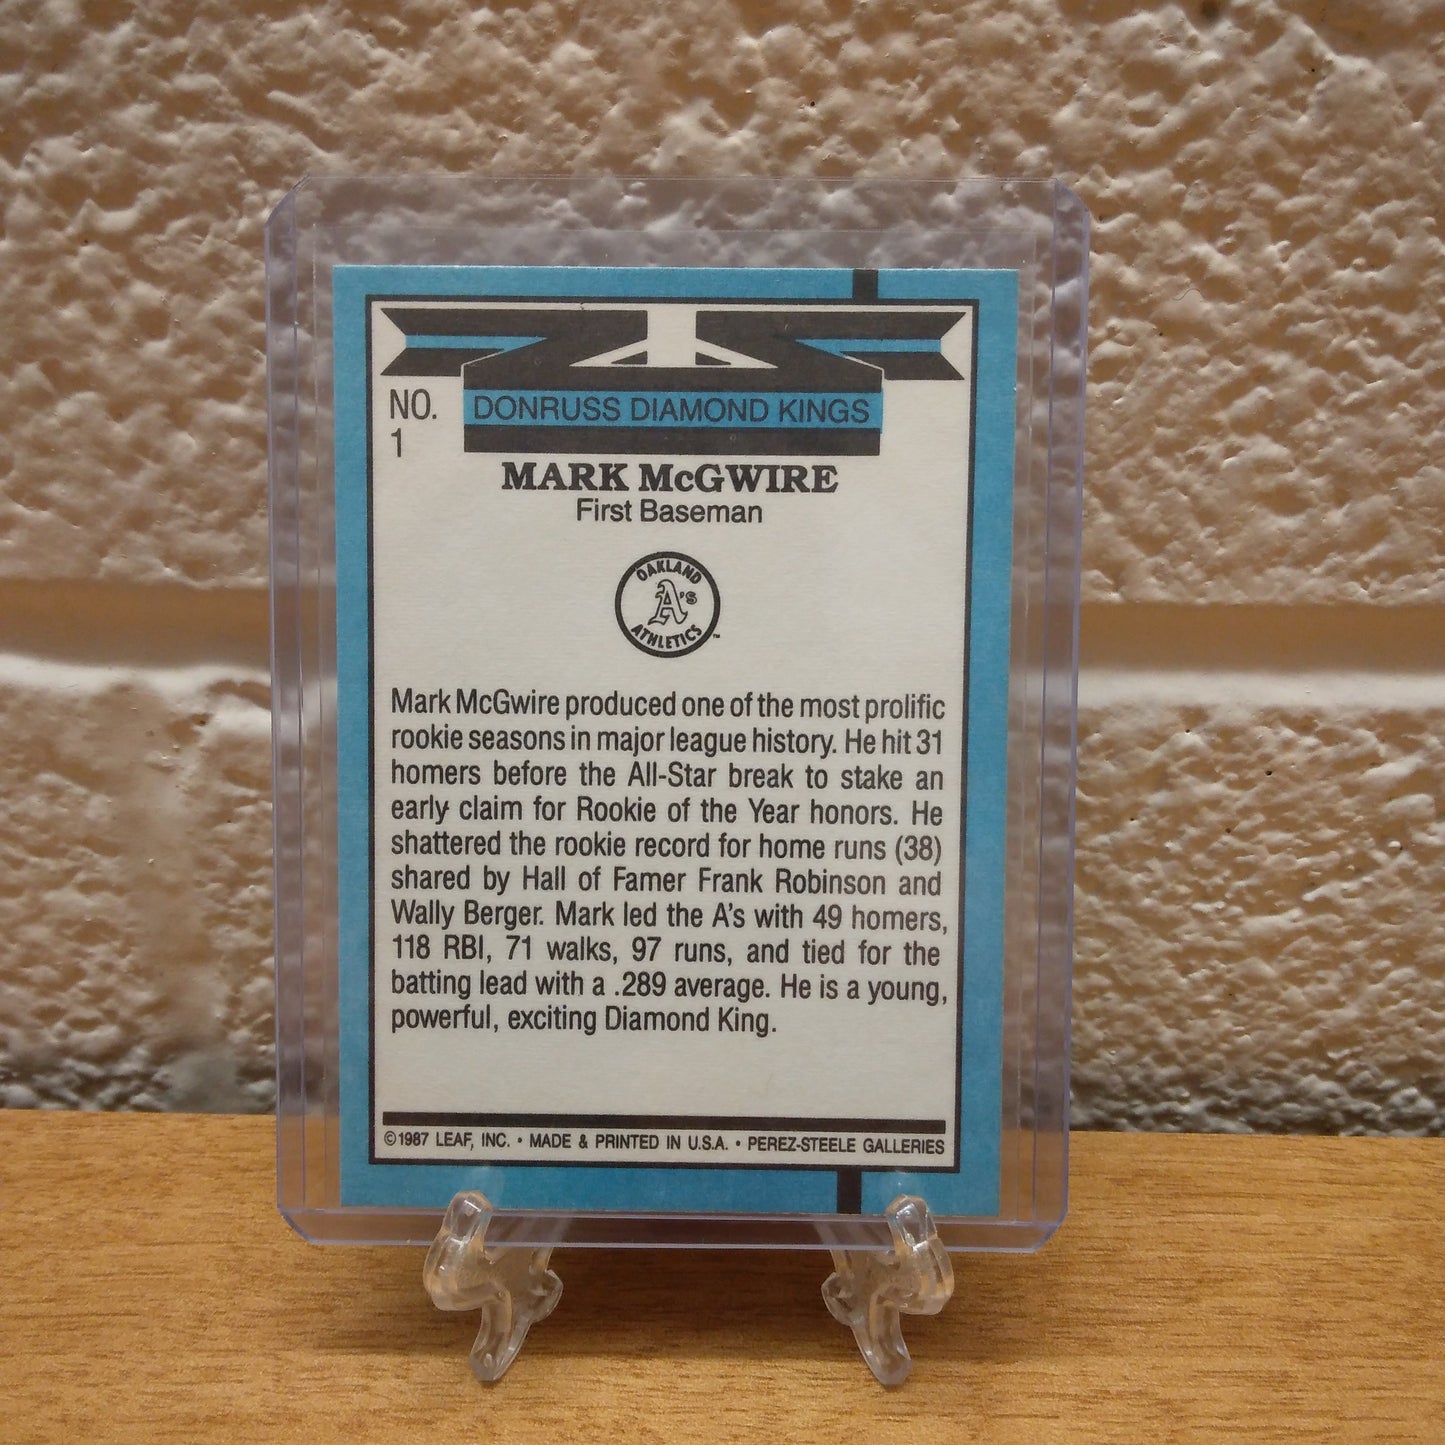 NO.
1
DONRUSS DIAMOND KINGS
MARK McGWIRE
First Baseman
OAKLAND
A's
ATHLETICS
™
Mark McGwire produced one of the most prolific
rookie seasons in major league history. He hit 31
homers before the All-Star break to stake an
early claim for Rookie of the Year honors. He
shattered the rookie record for home runs (38)
shared by Hall of Famer Frank Robinson and
Wally Berger. Mark led the A's with 49 homers,
118 RBI, 71 walks, 97 runs, and tied for the
batting lead with a .289 average. He is a young,
powerful, exciting Diamond King.
©1987 LEAF, INC. • MADE & PRINTED IN U.S.A. • PEREZ-STEELE GALLERIES